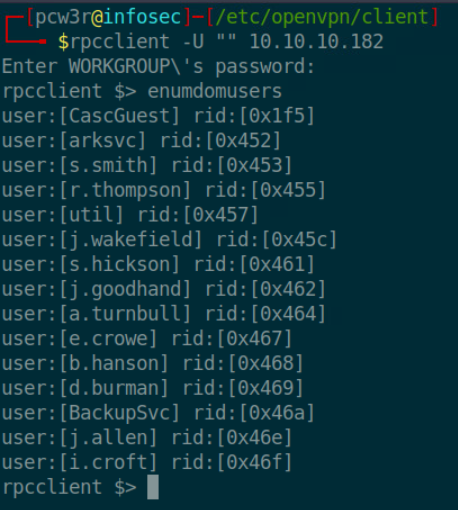 [pcw3r@infosec]-[/etc/openvpn/client]
$rpcclient -U "" 10.10.10.182
Enter WORKGROUP\'s password:
rpcclient $> enumdomusers
user:[CascGuest] rid:[0x1f5]
user:[arksvc] rid:[0x452]
user:[s.smith] rid:[0x453]
user:[r.thompson] rid:[0x455]
user:[util] rid:[0x457]
user:[j.wakefield] rid:[0x45c]
user:[s.hickson] rid:[0x461]
user:[j.goodhand] rid:[0x462]
user:[a.turnbull] rid:[0x464]
user:[e.crowe] rid:[0x467]
user:[b.hanson] rid:[0x468]
user:[d.burman] rid:[0x469]
user:[BackupSvc] rid:[0x46a]
user:[j.allen] rid:[0x46e]
user:[i.croft] rid:[0x46f]
rpcclient $>